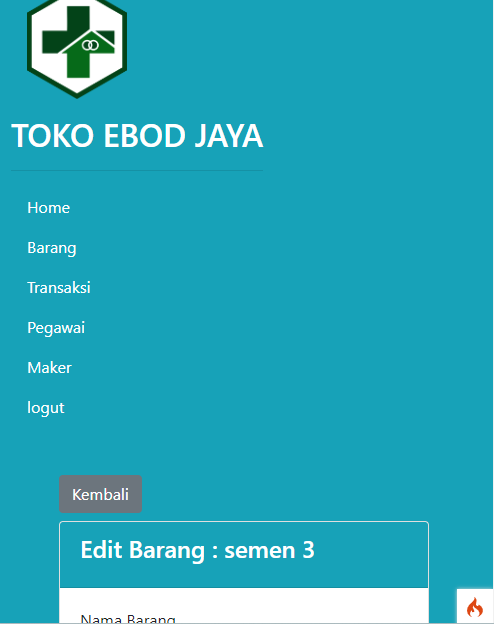 TOKO EBOD JAYA
Home
Barang
Transaksi
Pegawai
Maker
logut
Kembali
Edit Barang : semen 3
Nama Barang